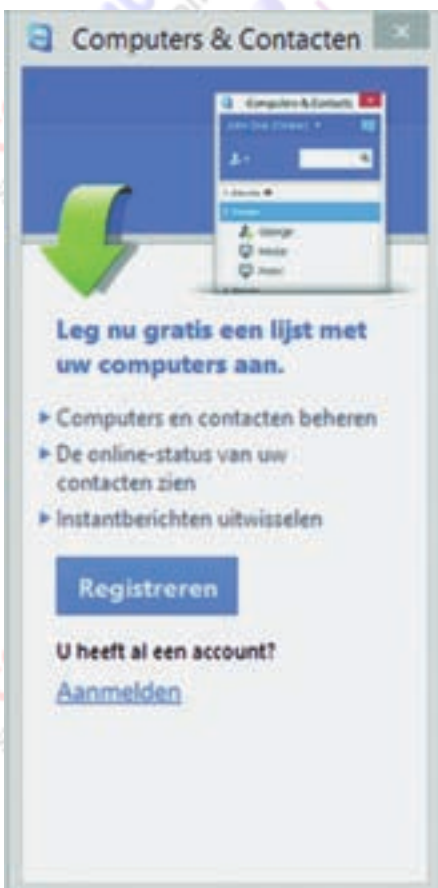 Computers & Contacten
Computers & Contacts
Leg nu gratis een lijst met
uw computers aan.
Computers en contacten beheren
De online-status van uw
contacten zien
Instantberichten uitwisselen
Registreren
U heeft al een account?
Aanmelden